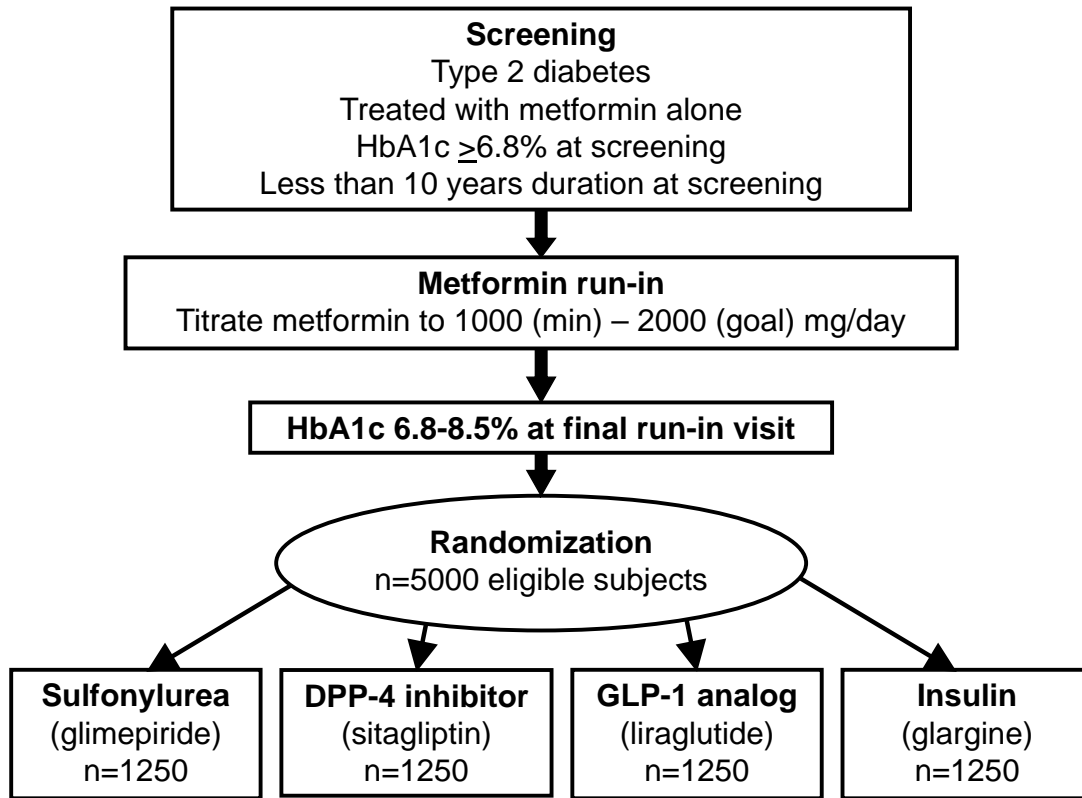 Screening
Type 2 diabetes
Treated with metformin alone
HbA1c ≥6.8% at screening
Less than 10 years duration at screening
Metformin run-in
Titrate metformin to 1000 (min) – 2000 (goal) mg/day
HbA1c 6.8-8.5% at final run-in visit
Randomization
n=5000 eligible subjects
Sulfonylurea
(glimepiride)
n=1250
DPP-4 inhibitor
(sitagliptin)
n=1250
GLP-1 analog
(liraglutide)
n=1250
Insulin
(glargine)
n=1250